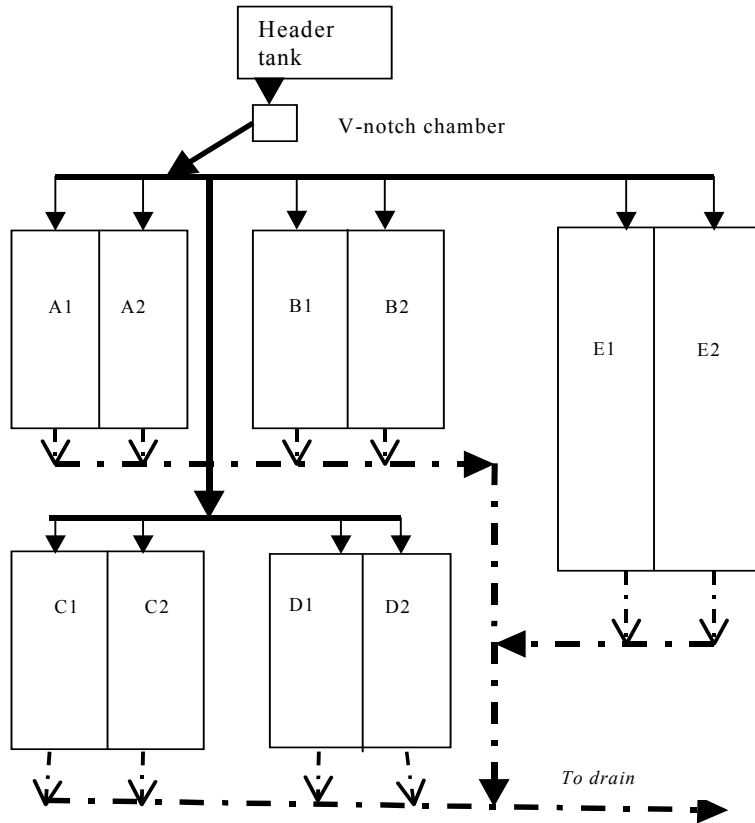 Header
tank
V-notch chamber
A1
A2
B1
B2
E1
E2
C1
C2
D1
D2
To drain